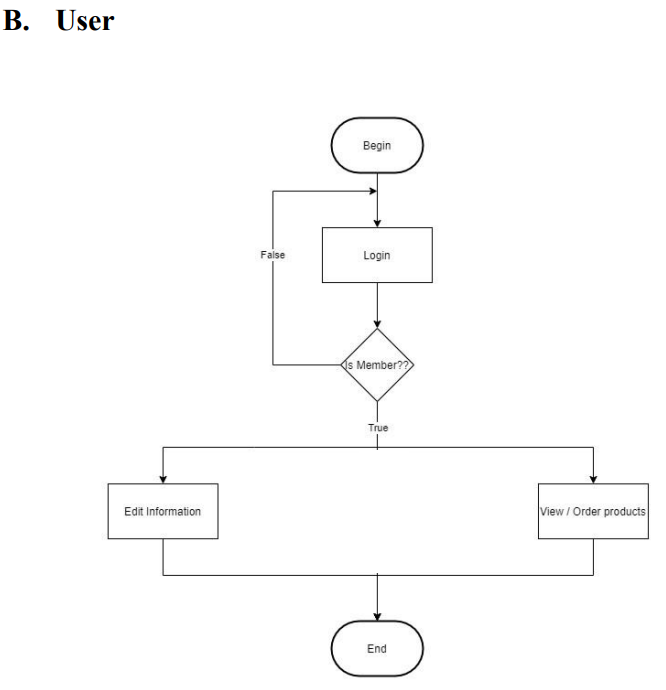 B. User
Begin
False
Login
Is Member??
True
Edit Information
View / Order products
End